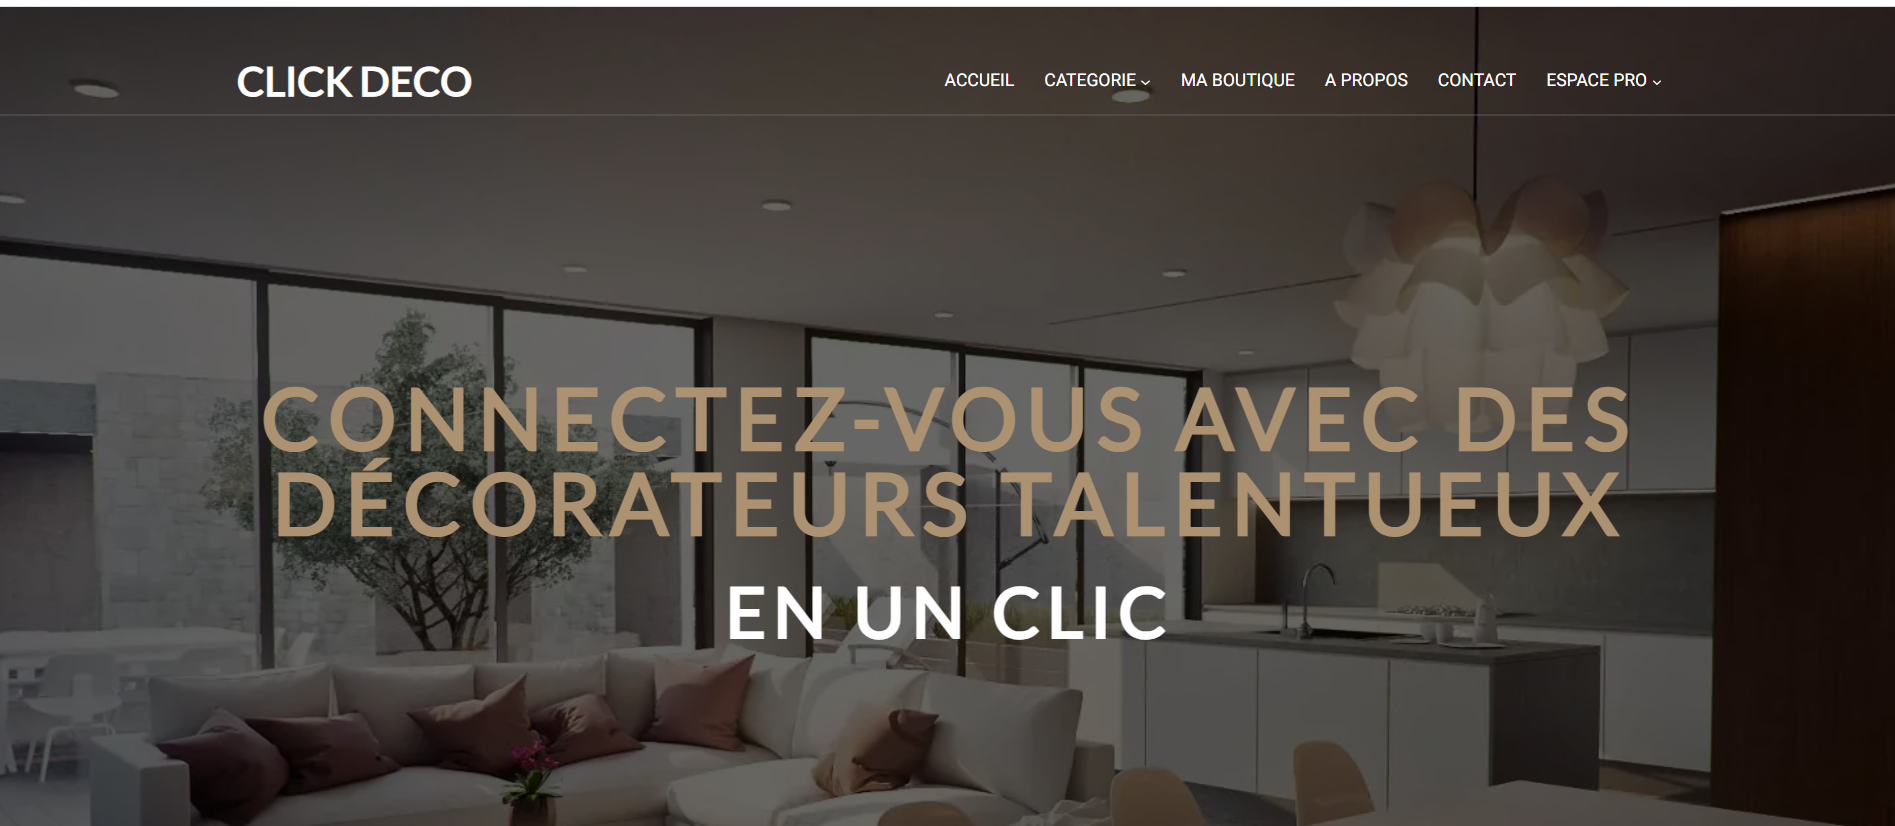 CLICK DECO
ACCUEIL CATEGORIE MA BOUTIQUE A PROPOS CONTACT ESPACE PRO
CONNECTEZ-VOUS AVEC DES
DÉCORATEURS TALENTUEUX
EN UN CLIC